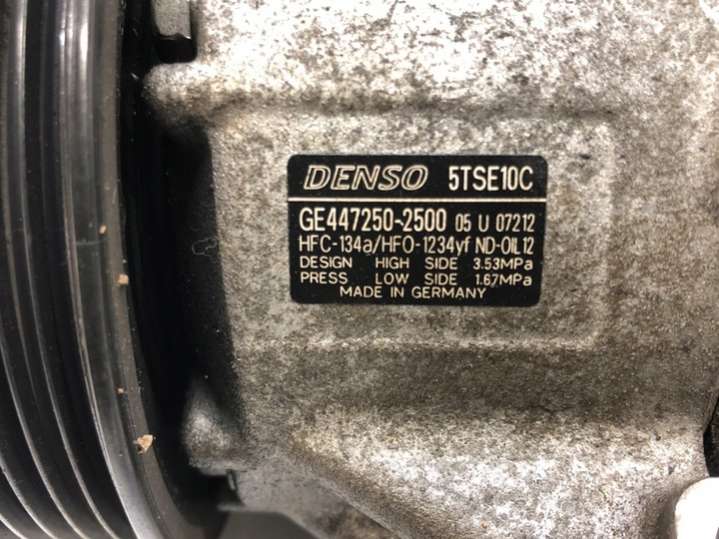 DENSO 5TSE10C
GE447250-2500 05 U 07212
HFC-134a/HFO-1234yf ND-OIL12
DESIGN HIGH SIDE 3.53MPa
PRESS LOW SIDE 1.67MPa
MADE IN GERMANY